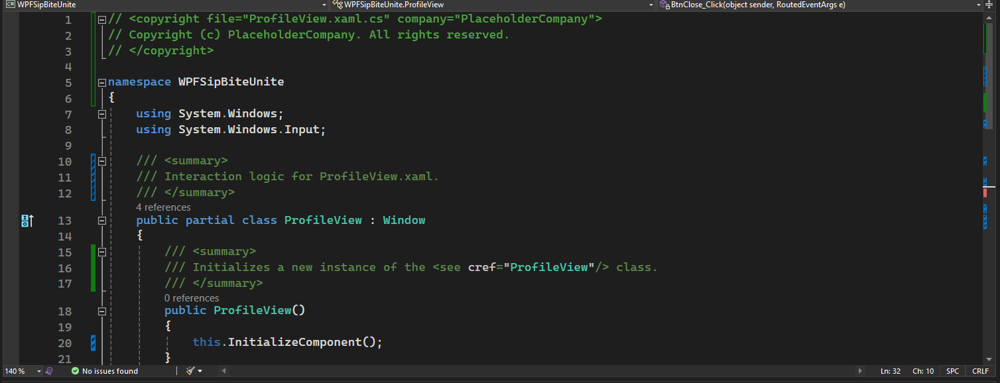 C# WPFSipBiteUnite
WPFSipBiteUnite.ProfileView
BtnClose_Click(object sender, RoutedEventArgs e)
1 // <copyright file="ProfileView.xaml.cs" company="PlaceholderCompany">
2 // Copyright (c) PlaceholderCompany. All rights reserved.
3 // </copyright>
4
5 namespace WPFSipBiteUnite
6 {
7 using System.Windows;
8 using System.Windows.Input;
9
10 /// <summary>
11 /// Interaction logic for ProfileView.xaml.
12 /// </summary>
4 references
13 public partial class ProfileView : Window
14 {
15 /// <summary>
16 /// Initializes a new instance of the <see cref="ProfileView"/> class.
17 /// </summary>
0 references
18 public ProfileView()
19 {
20 this.InitializeComponent();
21 }
140 % No issues found Ln: 32 Ch: 10 SPC CRLF